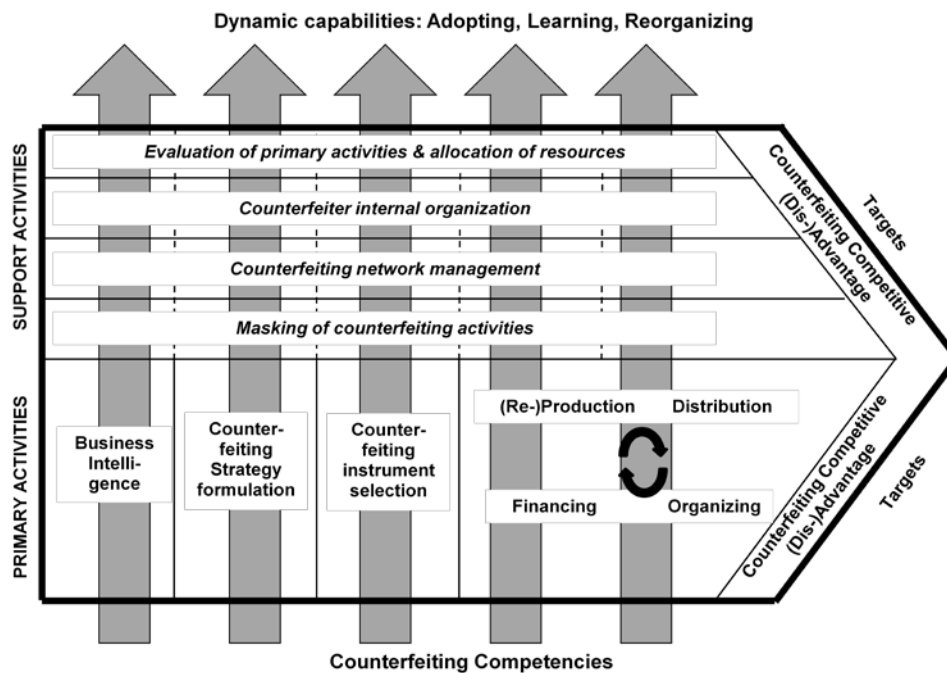 Dynamic capabilities: Adopting, Learning, Reorganizing
SUPPORT ACTIVITIES
Evaluation of primary activities & allocation of resources
Counterfeiter internal organization
Counterfeiting network management
Masking of counterfeiting activities
Counterfeiting Competitive
(Dis-)Advantage
Targets
PRIMARY ACTIVITIES
Business
Intelli-
gence
Counter-
feiting
Strategy
formulation
Counter-
feiting
instrument
selection
(Re-)Production Distribution
Financing Organizing
Counterfeiting Competitive
(Dis-)Advantage
Targets
Counterfeiting Competencies